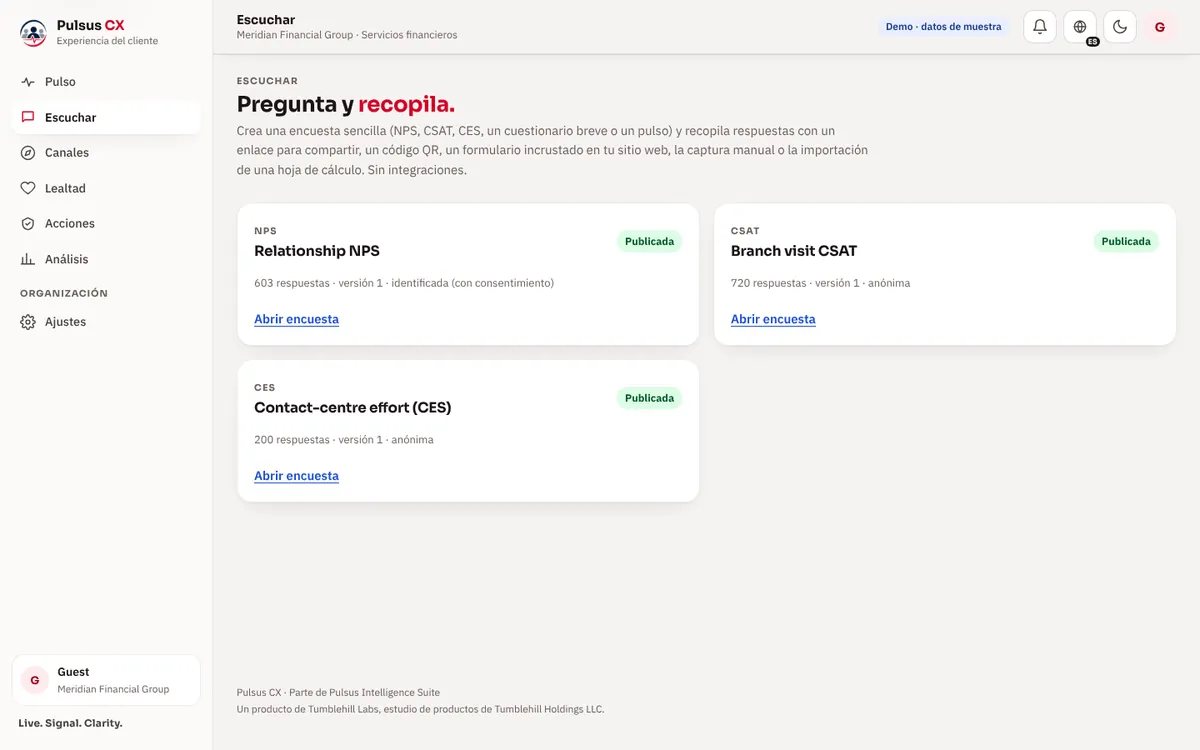 Pulsus CX
Experiencia del cliente
Pulso
Escuchar
Canales
Lealtad
Acciones
Análisis
ORGANIZACIÓN
Ajustes
G
Guest
Meridian Financial Group
Live. Signal. Clarity.
Escuchar
Meridian Financial Group · Servicios financieros
Demo · datos de muestra
ES
G
ESCUCHAR
Pregunta y recopila.
Crea una encuesta sencilla (NPS, CSAT, CES, un cuestionario breve o un pulso) y recopila respuestas con un
enlace para compartir, un código QR, un formulario incrustado en tu sitio web, la captura manual o la importación
de una hoja de cálculo. Sin integraciones.
NPS
Relationship NPS
Publicada
603 respuestas · versión 1 · identificada (con consentimiento)
Abrir encuesta
CSAT
Branch visit CSAT
Publicada
720 respuestas · versión 1 · anónima
Abrir encuesta
CES
Contact-centre effort (CES)
Publicada
200 respuestas · versión 1 · anónima
Abrir encuesta
Pulsus CX · Parte de Pulsus Intelligence Suite
Un producto de Tumblehill Labs, estudio de productos de Tumblehill Holdings LLC.